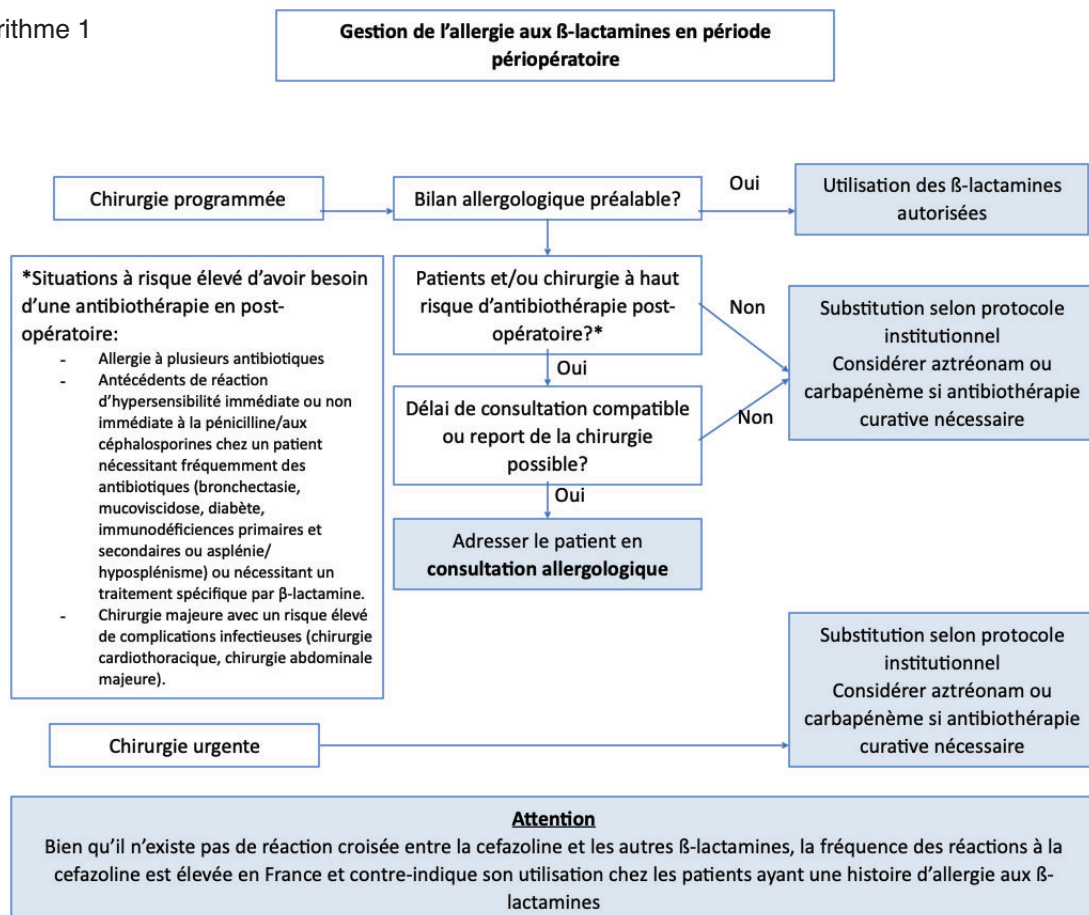 rithme 1
Gestion de l’allergie aux ß-lactamines en période
périopératoire
Chirurgie programmée
Bilan allergologique préalable?
Oui
Utilisation des ß-lactamines
autorisées
*Situations à risque élevé d’avoir besoin
d’une antibiothérapie en post-
opératoire:
- Allergie à plusieurs antibiotiques
- Antécédents de réaction
d’hypersensibilité immédiate ou non
immédiate à la pénicilline/aux
céphalosporines chez un patient
nécessitant fréquemment des
antibiotiques (bronchectasie,
mucoviscidose, diabète,
immunodéficiences primaires et
secondaires ou asplénie/
hyposplénisme) ou nécessitant un
traitement spécifique par β-lactamine.
- Chirurgie majeure avec un risque élevé
de complications infectieuses (chirurgie
cardiothoracique, chirurgie abdominale
majeure).
Patients et/ou chirurgie à haut
risque d’antibiothérapie post-
opératoire?*
Non
Oui
Substitution selon protocole
institutionnel
Considérer aztréonam ou
carbapénème si antibiothérapie
curative nécessaire
Délai de consultation compatible
ou report de la chirurgie
possible?
Non
Oui
Adresser le patient en
consultation allergologique
Chirurgie urgente
Substitution selon protocole
institutionnel
Considérer aztréonam ou
carbapénème si antibiothérapie
curative nécessaire
Attention
Bien qu’il n’existe pas de réaction croisée entre la cefazoline et les autres ß-lactamines, la fréquence des réactions à la
cefazoline est élevée en France et contre-indique son utilisation chez les patients ayant une histoire d’allergie aux ß-
lactamines